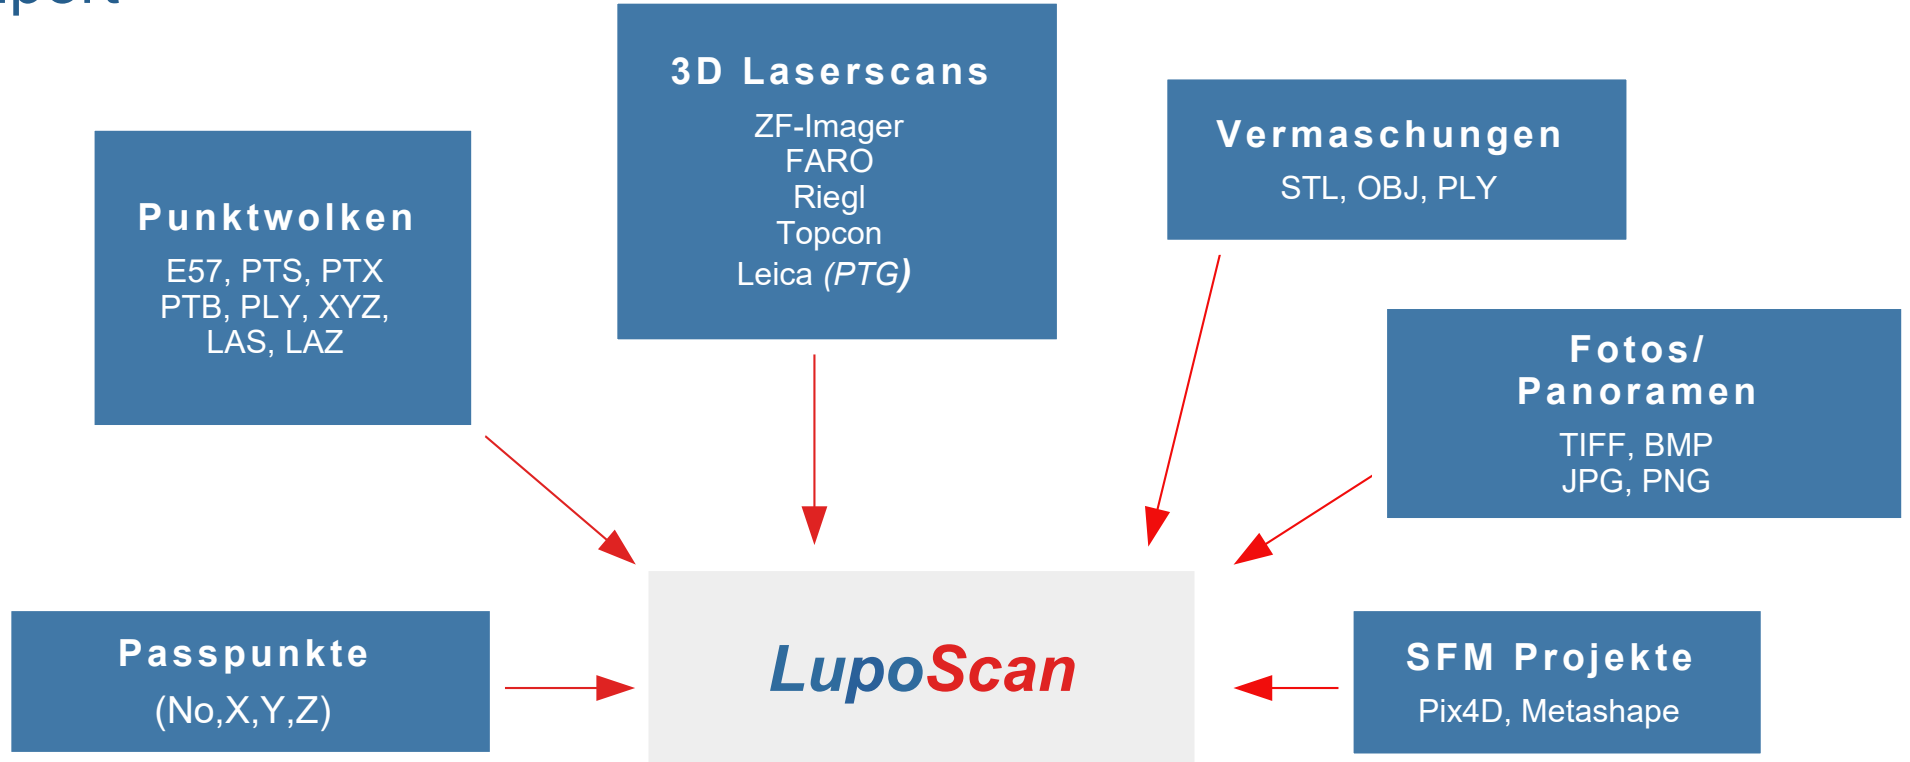 3D Laserscans
ZF-Imager
FARO
Riegl
Topcon
Leica (PTG)
Vermaschungen
STL, OBJ, PLY
Punktwolken
E57, PTS, PTX
PTB, PLY, XYZ,
LAS, LAZ
Fotos/
Panoramen
TIFF, BMP
JPG, PNG
Passpunkte
(No,X,Y,Z)
LupoScan
SFM Projekte
Pix4D, Metashape